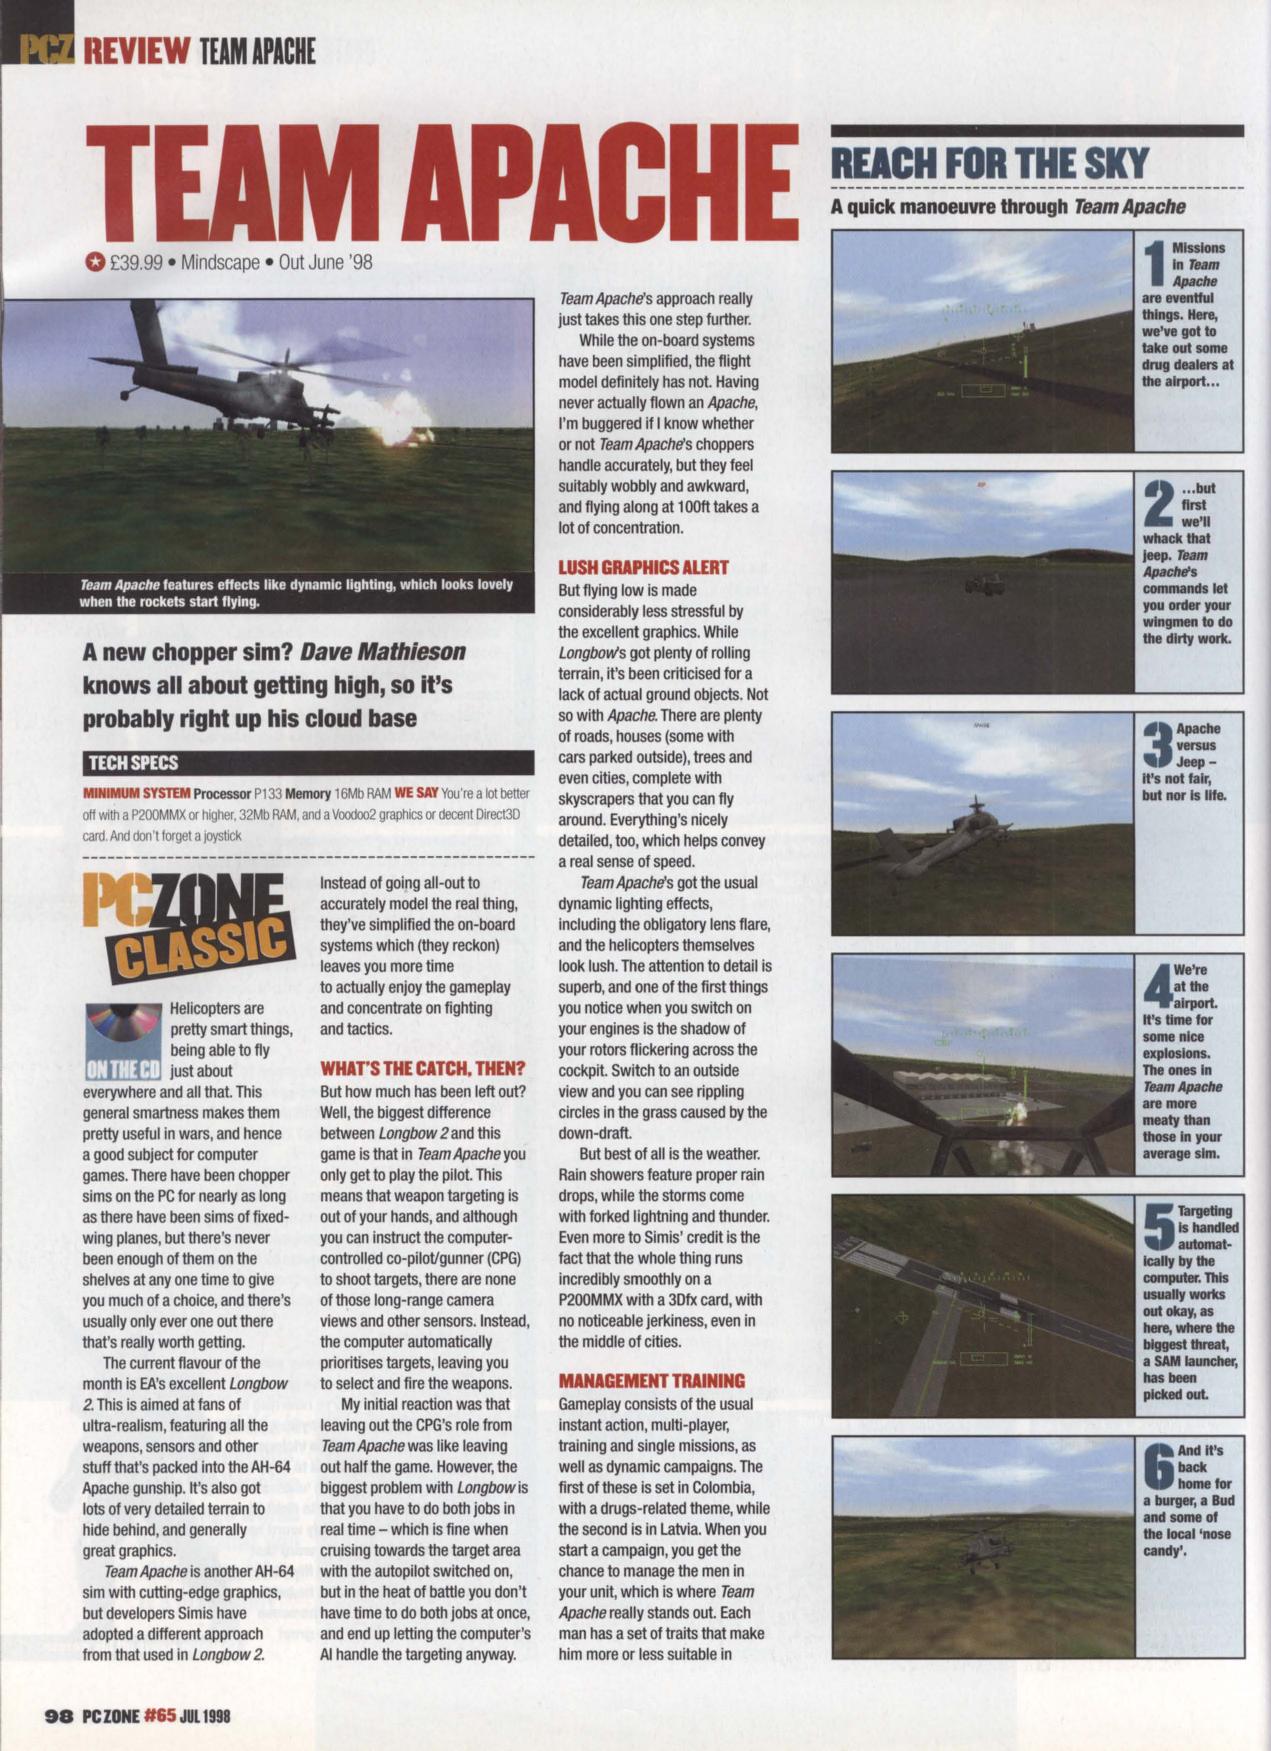 PCZ REVIEW TEAM APACHE
TEAM APACHE
£39.99 • Mindscape • Out June '98
Team Apache features effects like dynamic lighting, which looks lovely
when the rockets start flying.
A new chopper sim? Dave Mathieson
knows all about getting high, so it's
probably right up his cloud base
TECH SPECS
MINIMUM SYSTEM Processor P133 Memory 16Mb RAM WE SAY You're a lot better
off with a P200MMX or higher, 32Mb RAM, and a Voodoo2 graphics or decent Direct3D
card. And don't forget a joystick
PCZONE
CLASSIC
ON THE CD
Helicopters are
pretty smart things,
being able to fly
just about
everywhere and all that. This
general smartness makes them
pretty useful in wars, and hence
a good subject for computer
games. There have been chopper
sims on the PC for nearly as long
as there have been sims of fixed-
wing planes, but there's never
been enough of them on the
shelves at any one time to give
you much of a choice, and there's
usually only ever one out there
that's really worth getting.
The current flavour of the
month is EA's excellent Longbow
2. This is aimed at fans of
ultra-realism, featuring all the
weapons, sensors and other
stuff that's packed into the AH-64
Apache gunship. It's also got
lots of very detailed terrain to
hide behind, and generally
great graphics.
Team Apache is another AH-64
sim with cutting-edge graphics,
but developers Simis have
adopted a different approach
from that used in Longbow 2.
Instead of going all-out to
accurately model the real thing,
they've simplified the on-board
systems which (they reckon)
leaves you more time
to actually enjoy the gameplay
and concentrate on fighting
and tactics.
WHAT'S THE CATCH, THEN?
But how much has been left out?
Well, the biggest difference
between Longbow 2 and this
game is that in Team Apache you
only get to play the pilot. This
means that weapon targeting is
out of your hands, and although
you can instruct the computer-
controlled co-pilot/gunner (CPG)
to shoot targets, there are none
of those long-range camera
views and other sensors. Instead,
the computer automatically
prioritises targets, leaving you
to select and fire the weapons.
My initial reaction was that
leaving out the CPG's role from
Team Apache was like leaving
out half the game. However, the
biggest problem with Longbow is
that you have to do both jobs in
real time – which is fine when
cruising towards the target area
with the autopilot switched on,
but in the heat of battle you don't
have time to do both jobs at once,
and end up letting the computer's
AI handle the targeting anyway.
Team Apache's approach really
just takes this one step further.
While the on-board systems
have been simplified, the flight
model definitely has not. Having
never actually flown an Apache,
I'm buggered if I know whether
or not Team Apache's choppers
handle accurately, but they feel
suitably wobbly and awkward,
and flying along at 100ft takes a
lot of concentration.
LUSH GRAPHICS ALERT
But flying low is made
considerably less stressful by
the excellent graphics. While
Longbow's got plenty of rolling
terrain, it's been criticised for a
lack of actual ground objects. Not
so with Apache. There are plenty
of roads, houses (some with
cars parked outside), trees and
even cities, complete with
skyscrapers that you can fly
around. Everything's nicely
detailed, too, which helps convey
a real sense of speed.
Team Apache's got the usual
dynamic lighting effects,
including the obligatory lens flare,
and the helicopters themselves
look lush. The attention to detail is
superb, and one of the first things
you notice when you switch on
your engines is the shadow of
your rotors flickering across the
cockpit. Switch to an outside
view and you can see rippling
circles in the grass caused by the
down-draft.
But best of all is the weather.
Rain showers feature proper rain
drops, while the storms come
with forked lightning and thunder.
Even more to Simis' credit is the
fact that the whole thing runs
incredibly smoothly on a
P200MMX with a 3Dfx card, with
no noticeable jerkiness, even in
the middle of cities.
MANAGEMENT TRAINING
Gameplay consists of the usual
instant action, multi-player,
training and single missions, as
well as dynamic campaigns. The
first of these is set in Colombia,
with a drugs-related theme, while
the second is in Latvia. When you
start a campaign, you get the
chance to manage the men in
your unit, which is where Team
Apache really stands out. Each
man has a set of traits that make
him more or less suitable in
REACH FOR THE SKY
A quick manoeuvre through Team Apache
1 Missions
in Team
Apache
are eventful
things. Here,
we've got to
take out some
drug dealers at
the airport...
2 ...but
first
we'll
whack that
jeep. Team
Apache's
commands let
you order your
wingmen to do
the dirty work.
3 Apache
versus
Jeep –
it's not fair,
but nor is life.
4 We're
at the
airport.
It's time for
some nice
explosions.
The ones in
Team Apache
are more
meaty than
those in your
average sim.
5 Targeting
is handled
automat-
ically by the
computer. This
usually works
out okay, as
here, where the
biggest threat,
a SAM launcher,
has been
picked out.
6 And it's
back
home for
a burger, a Bud
and some of
the local 'nose
candy'.
98 PC ZONE #65 JUL 1998